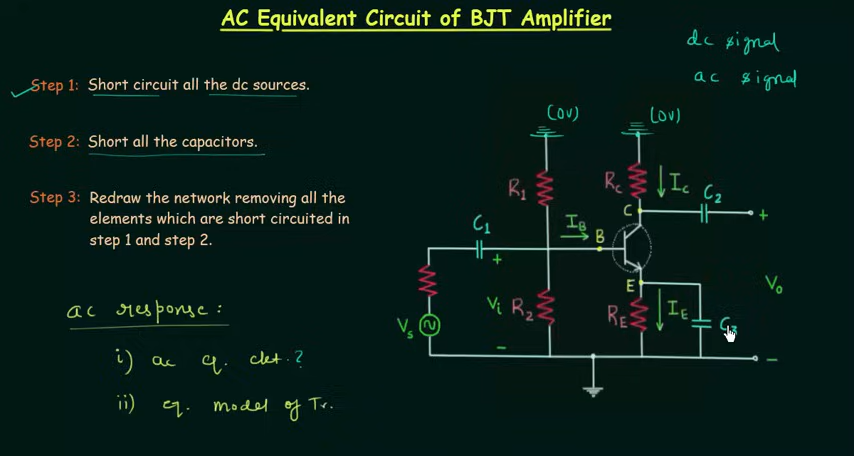 AC Equivalent Circuit of BJT Amplifier
dc signal
ac signal
Step 1: Short circuit all the dc sources.
Step 2: Short all the capacitors.
Step 3: Redraw the network removing all the
elements which are short circuited in
step 1 and step 2.
ac response:
i) ac eq. ckt. ?
ii) eq. model of Tr.
(0V) (0V)
R1 RC IC C2
C
C1 IB B +
+
E
Vi R2 RE IE C3 Vo
Vs
- -